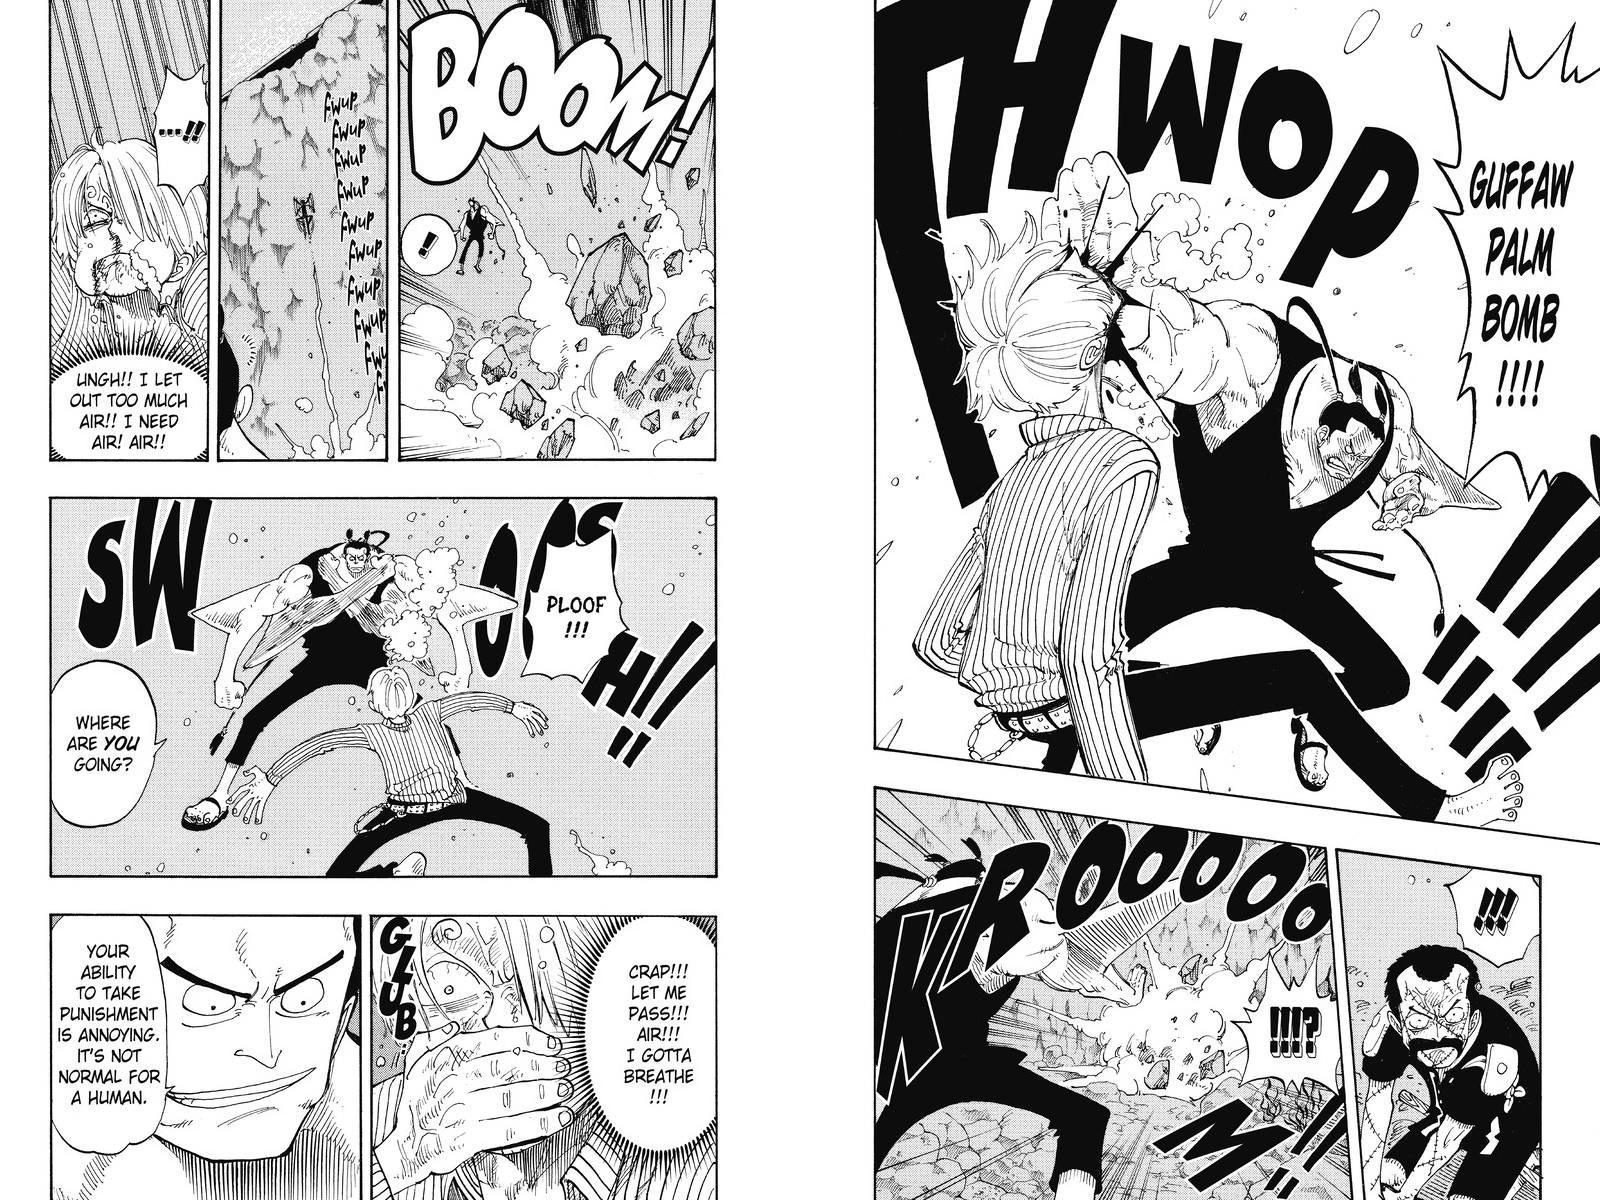 THWOP!!!!
GUFFAW
PALM
BOMB
!!!!
!!!
KROOOOOM!!
!!!!?
BOOM!
!!
FWUP
FWUP
FWUP
FWUP
FWUP
FWUP
FWUP
FWUP
FWU
F
....!!
UNGH!! I LET
OUT TOO MUCH
AIR!! I NEED
AIR! AIR!!
SWOOSH!!
PLOOF
!!!
!!
WHERE
ARE YOU
GOING?
CRAP!!!
LET ME
PASS!!!
AIR!!!
I GOTTA
BREATHE
!!!
GLUB..
YOUR
ABILITY
TO TAKE
PUNISHMENT
IS ANNOYING.
IT'S NOT
NORMAL FOR
A HUMAN.